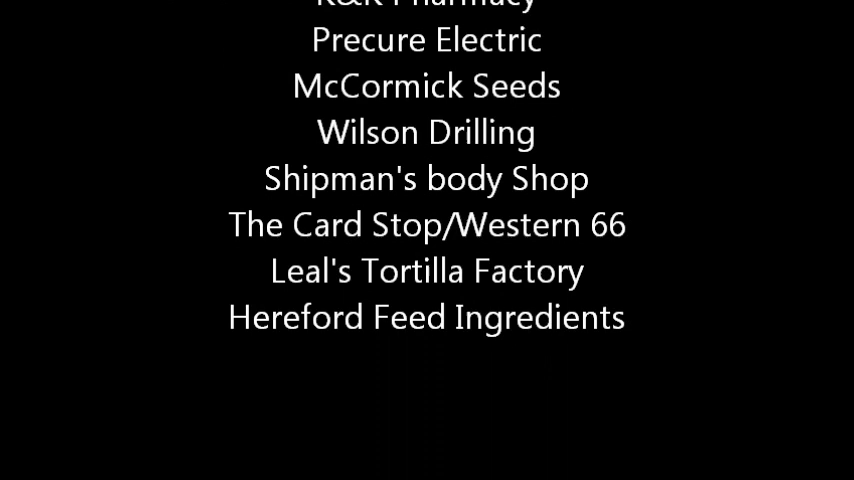 K&K Pharmacy
Precure Electric
McCormick Seeds
Wilson Drilling
Shipman's body Shop
The Card Stop/Western 66
Leal's Tortilla Factory
Hereford Feed Ingredients